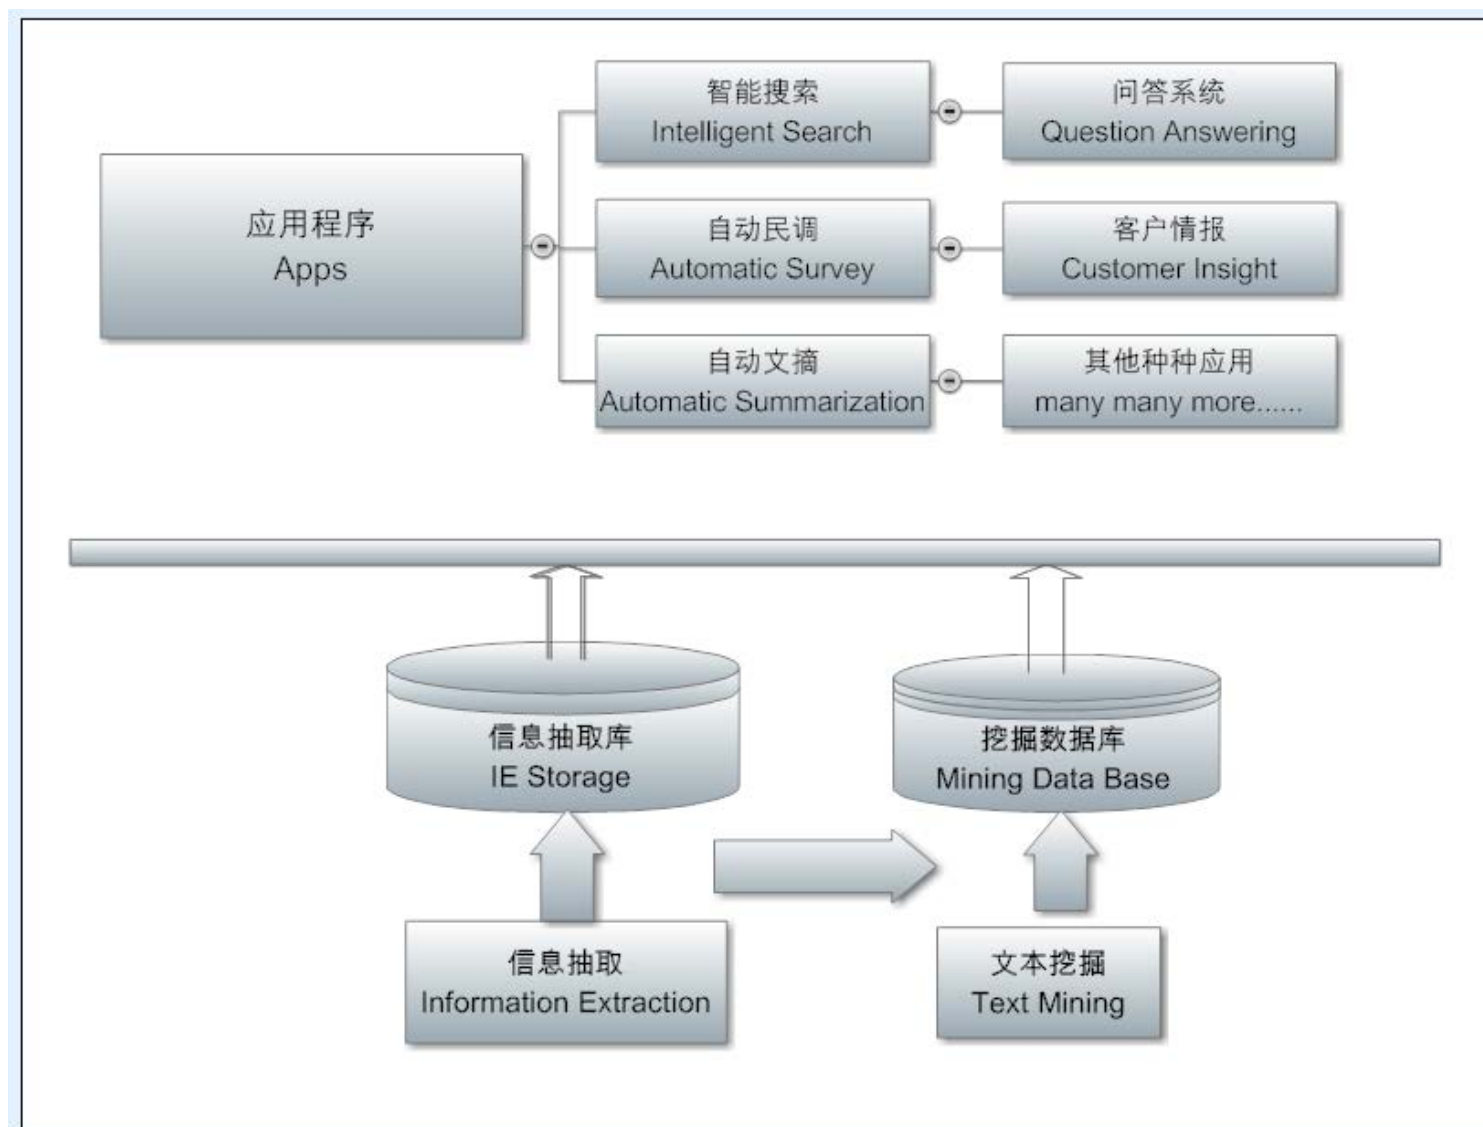 智能搜索
Intelligent Search
问答系统
Question Answering
应用程序
Apps
自动民调
Automatic Survey
客户情报
Customer Insight
自动文摘
Automatic Summarization
其他种种应用
many many more......
信息抽取库
IE Storage
挖掘数据库
Mining Data Base
信息抽取
Information Extraction
文本挖掘
Text Mining